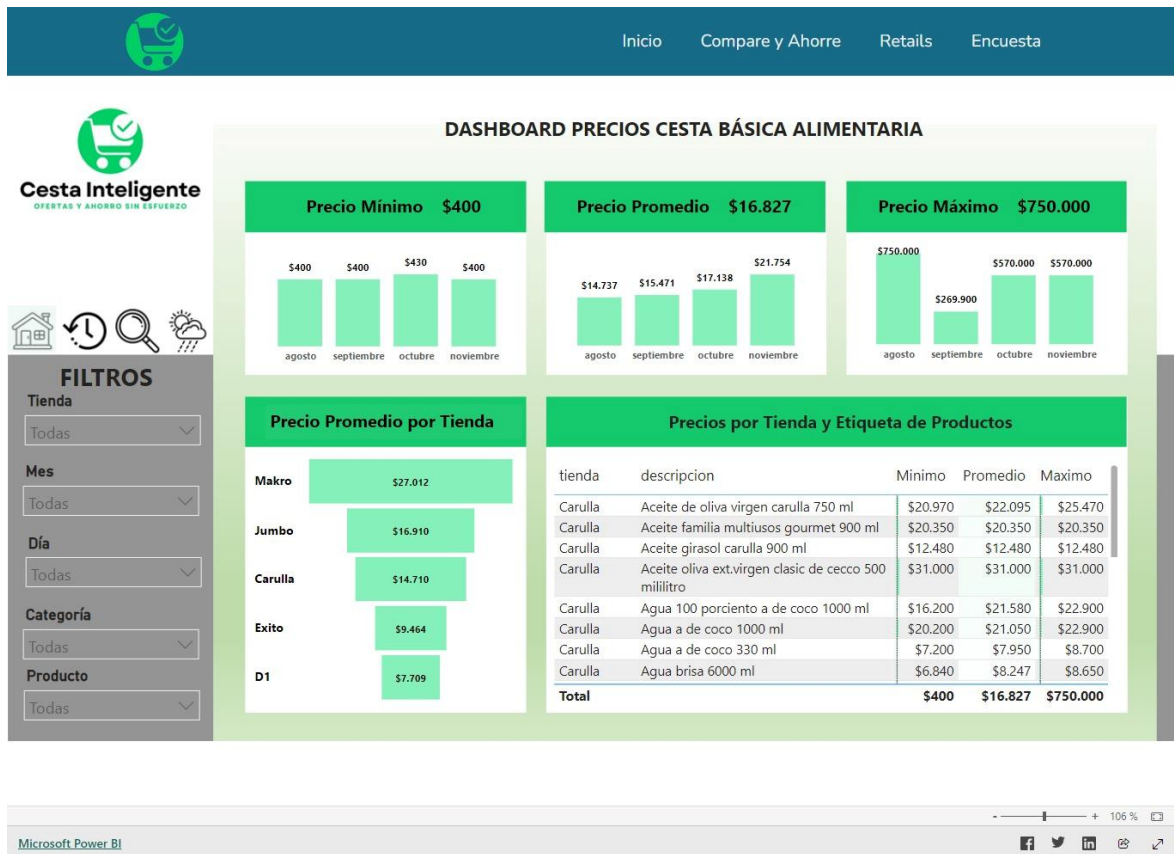 Inicio Compare y Ahorre Retails Encuesta
Cesta Inteligente
OFERTAS Y AHORRO SIN ESFUERZO
DASHBOARD PRECIOS CESTA BÁSICA ALIMENTARIA
Precio Mínimo $400
$400 $400 $430 $400
agosto septiembre octubre noviembre
Precio Promedio $16.827
$14.737 $15.471 $17.138 $21.754
agosto septiembre octubre noviembre
Precio Máximo $750.000
$750.000 $269.900 $570.000 $570.000
agosto septiembre octubre noviembre
FILTROS
Tienda
Todas
Mes
Todas
Día
Todas
Categoría
Todas
Producto
Todas
Precio Promedio por Tienda
Makro $27.012
Jumbo $16.910
Carulla $14.710
Exito $9.464
D1 $7.709
Precios por Tienda y Etiqueta de Productos
tienda descripcion Minimo Promedio Maximo
Carulla Aceite de oliva virgen carulla 750 ml $20.970 $22.095 $25.470
Carulla Aceite familia multiusos gourmet 900 ml $20.350 $20.350 $20.350
Carulla Aceite girasol carulla 900 ml $12.480 $12.480 $12.480
Carulla Aceite oliva ext.virgen clasic de cecco 500 $31.000 $31.000 $31.000
mililitro
Carulla Agua 100 porciento a de coco 1000 ml $16.200 $21.580 $22.900
Carulla Agua a de coco 1000 ml $20.200 $21.050 $22.900
Carulla Agua a de coco 330 ml $7.200 $7.950 $8.700
Carulla Agua brisa 6000 ml $6.840 $8.247 $8.650
Total $400 $16.827 $750.000
- + 106 %
Microsoft Power BI